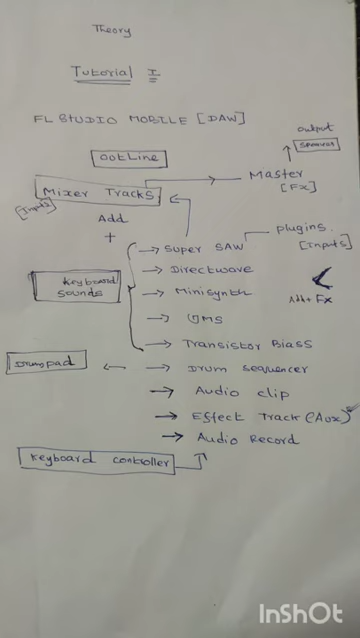 Theory
Tutorial I
FL STUDIO MOBILE [DAW]
output
[Speakers]
OutLine
Master
[Fx]
Mixer Tracks
[Inputs]
Add
+
plugins.
[Inputs]
Super SAW
Directwave
Keyboard
Sounds
Minisynth
Add+ Fx
GMS
Transistor Biass
Drumpad
Drum sequencer
Audio clip
Effect Track (Aux)
Audio Record
Keyboard controller
InShOt